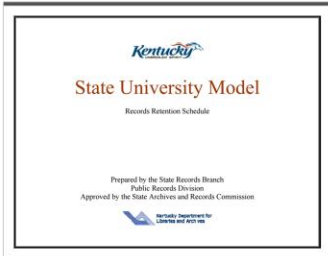 Kentucky
State University Model
Records Retention Schedule
Prepared by the State Records Branch
Public Records Division
Approved by the State Archives and Records Commission
Kentucky Department for
Libraries and Archives